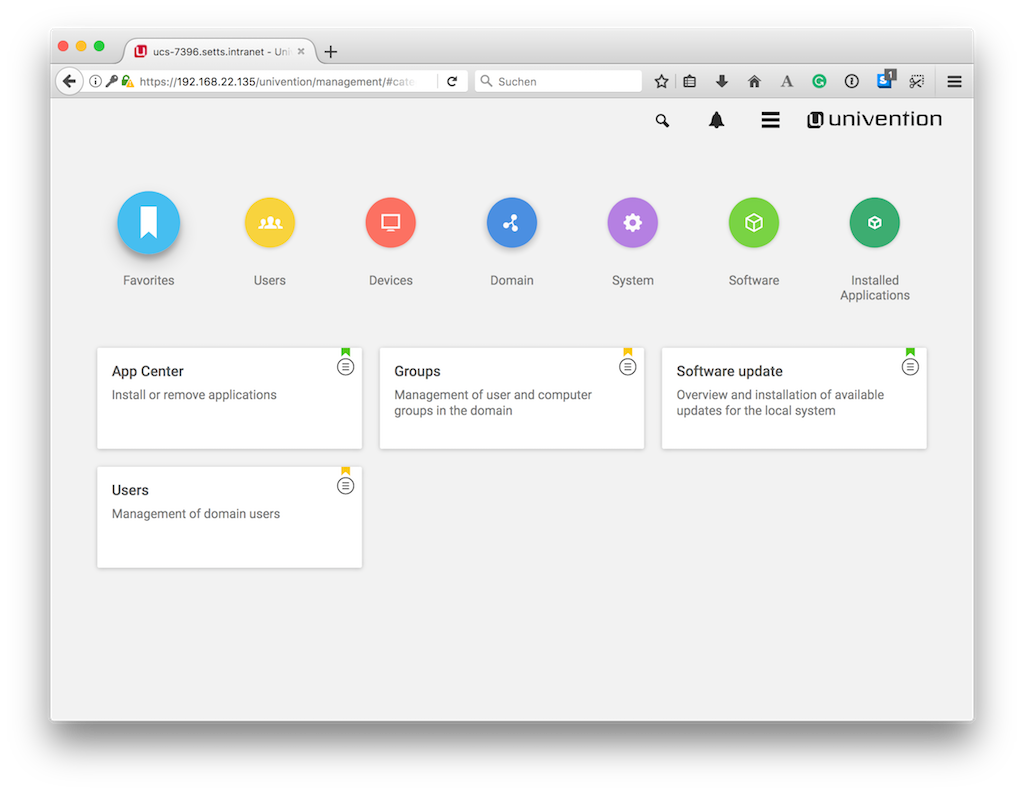 ucs-7396.setts.intranet - Uni
https://192.168.22.135/univention/management/#cate
Suchen
A
G
S
1
univention
Favorites
Users
Devices
Domain
System
Software
Installed
Applications
App Center
Install or remove applications
Groups
Management of user and computer
groups in the domain
Software update
Overview and installation of available
updates for the local system
Users
Management of domain users